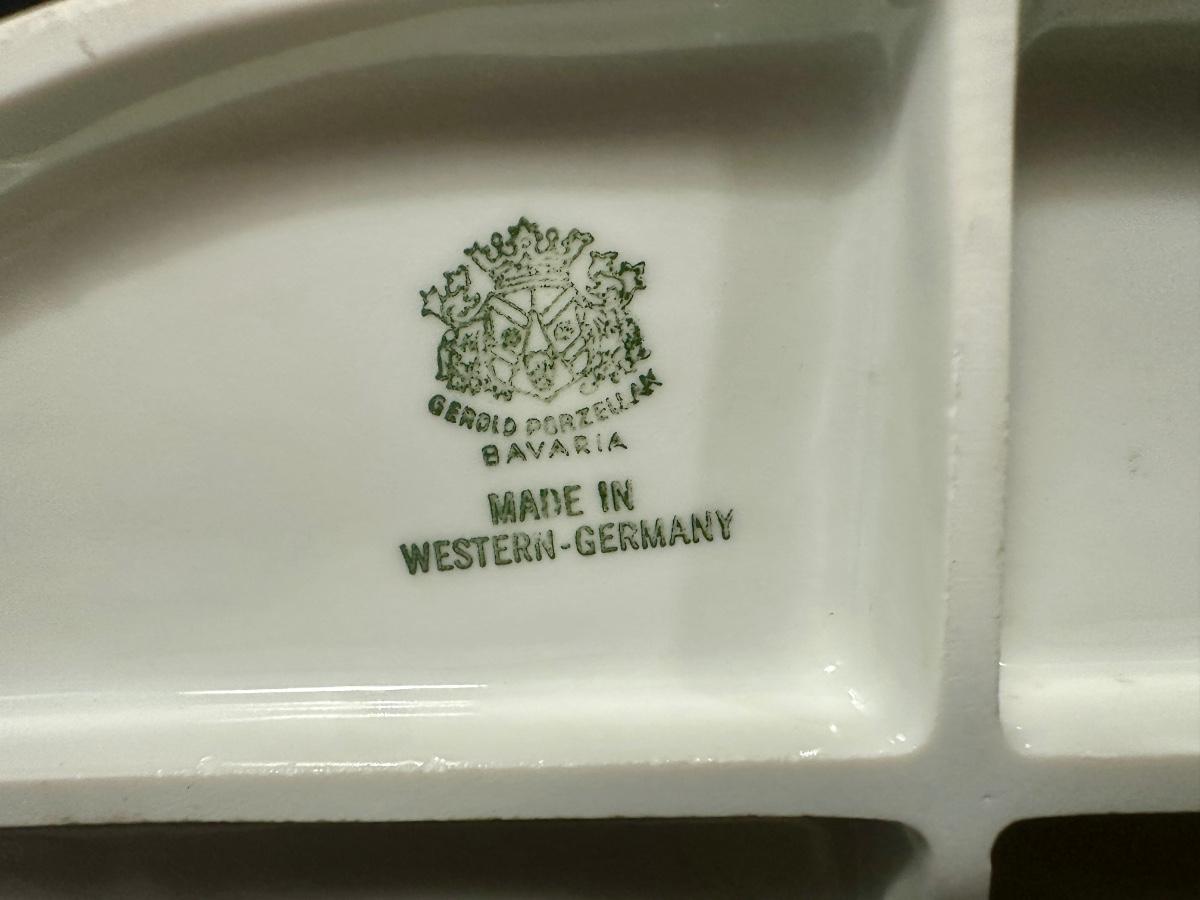 GEROLD PORZELLAN
BAVARIA
MADE IN
WESTERN-GERMANY